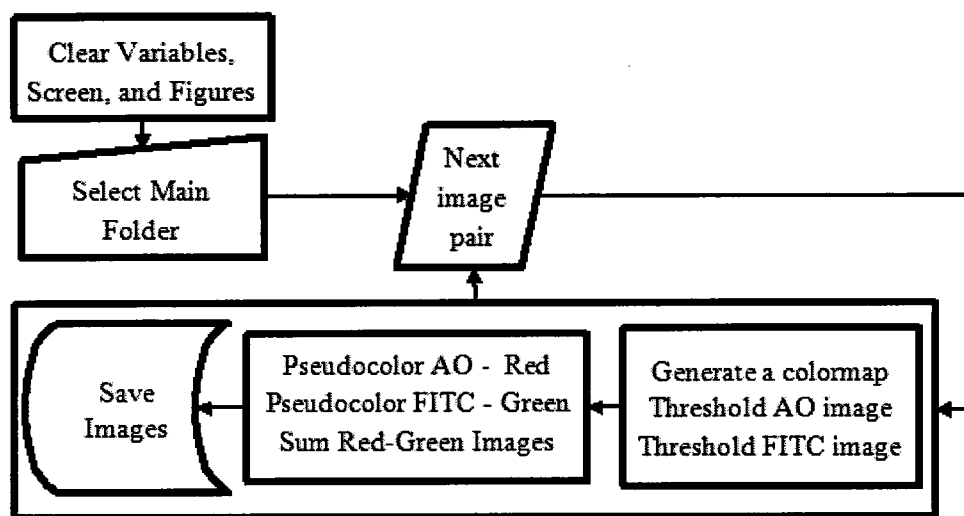 Clear Variables,
Screen, and Figures
Select Main
Folder
Next
image
pair
Generate a colormap
Threshold AO image
Threshold FITC image
Pseudocolor AO - Red
Pseudocolor FITC - Green
Sum Red-Green Images
Save
Images